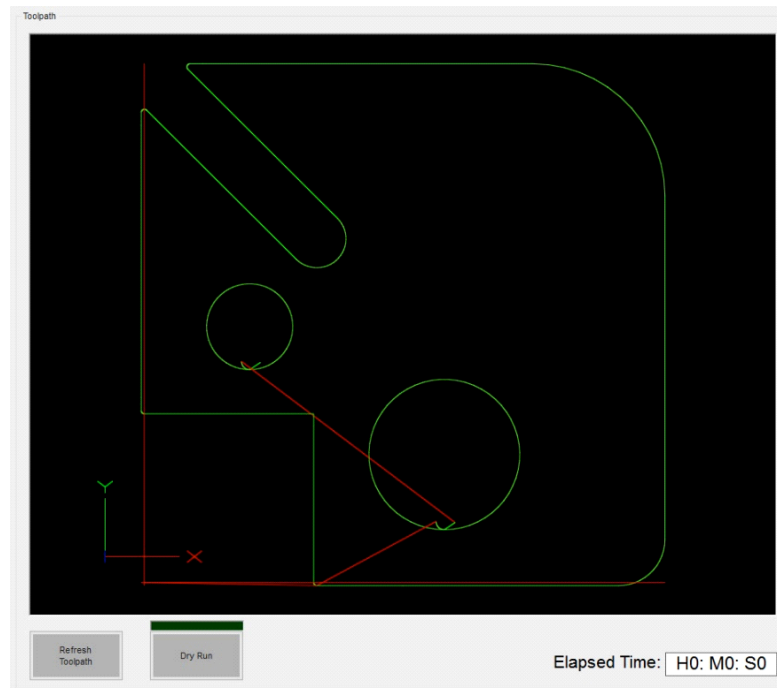 Toolpath
Y
X
Refresh
Toolpath
Dry Run
Elapsed Time: H0: M0: S0